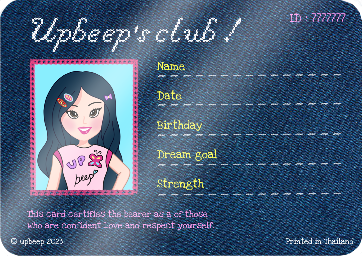 Upbeep's club !
ID : 7777777
Name
Date
Birthday
Dream goal
Strength
up
beep
This card certifies the bearer as a of those
who are confident love and respect yourself.
© upbeep 2023
Printed in Thailand